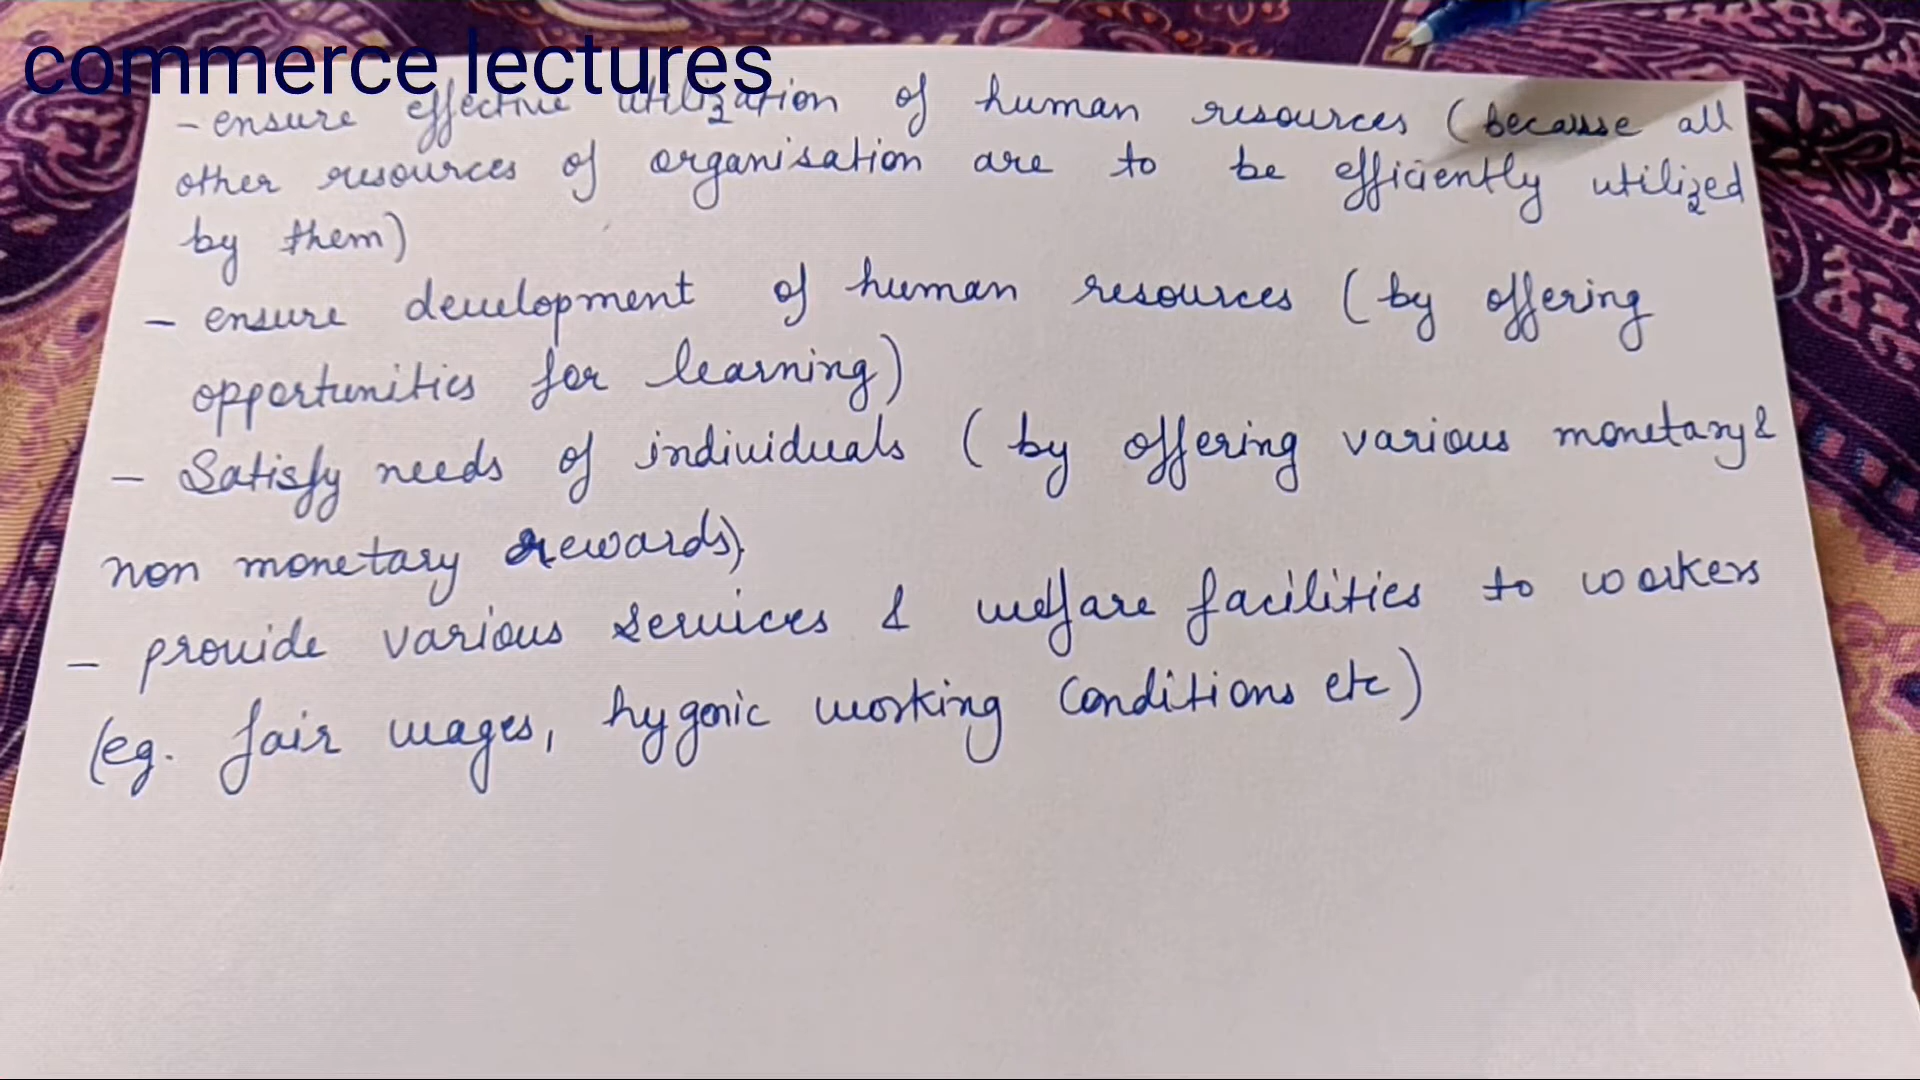 commerce lectures
- ensure effective utilization of human resources (because all
other resources of organisation are to be efficiently utilized
by them)
- ensure development of human resources (by offering
opportunities for learning)
- Satisfy needs of individuals (by offering various monetary &
non monetary rewards)
- provide various services & welfare facilities to workers
(eg. fair wages, hygenic working conditions etc)